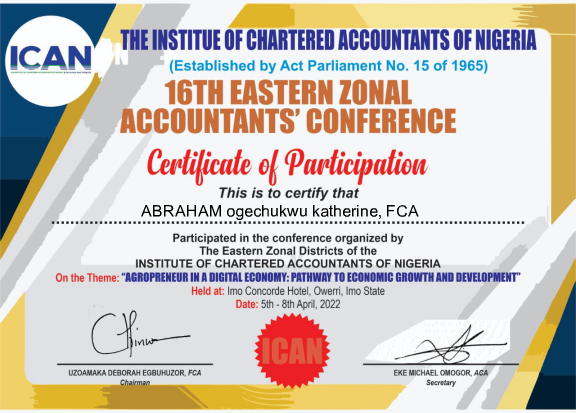 ICAN
THE INSTITUE OF CHARTERED ACCOUNTANTS OF NIGERIA
(Established by Act Parliament No. 15 of 1965)
16TH EASTERN ZONAL
ACCOUNTANTS' CONFERENCE
Certificate of Participation
This is to certify that
ABRAHAM ogechukwu katherine, FCA
Participated in the conference organized by
The Eastern Zonal Districts of the
INSTITUTE OF CHARTERED ACCOUNTANTS OF NIGERIA
On the Theme: "AGROPRENEUR IN A DIGITAL ECONOMY: PATHWAY TO ECONOMIC GROWTH AND DEVELOPMENT"
Held at: Imo Concorde Hotel, Owerri, Imo State
Date: 5th - 8th April, 2022
ICAN
UZOAMAKA DEBORAH EGBUHUZOR, FCA
Chairman
EKE MICHAEL OMOGOR, ACA
Secretary